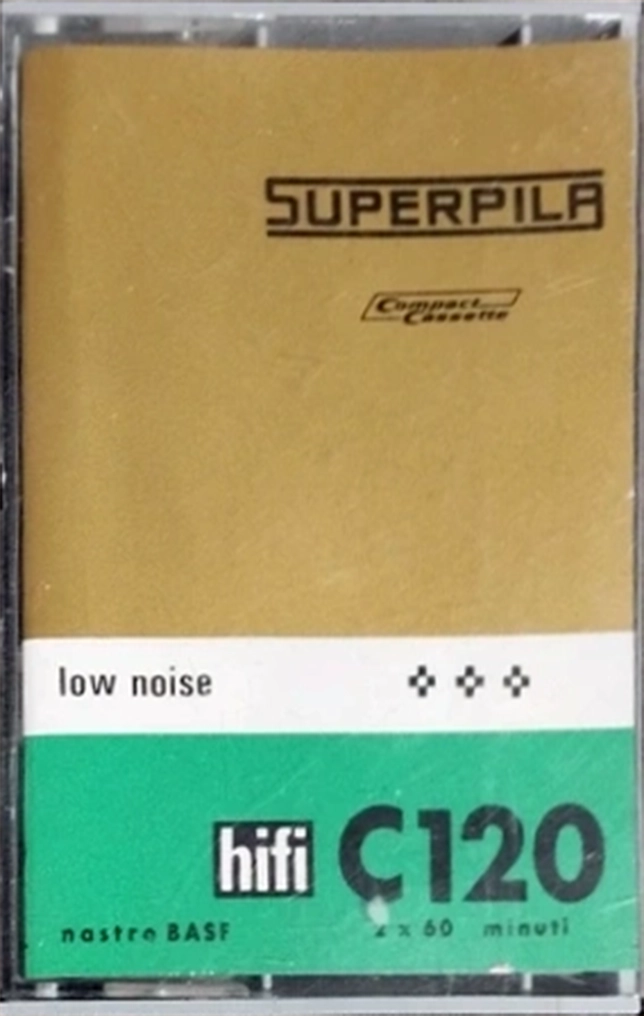 SUPERPILA
Compact
Cassette
low noise
hifi C120
nastro BASF 2 x 60 minuti